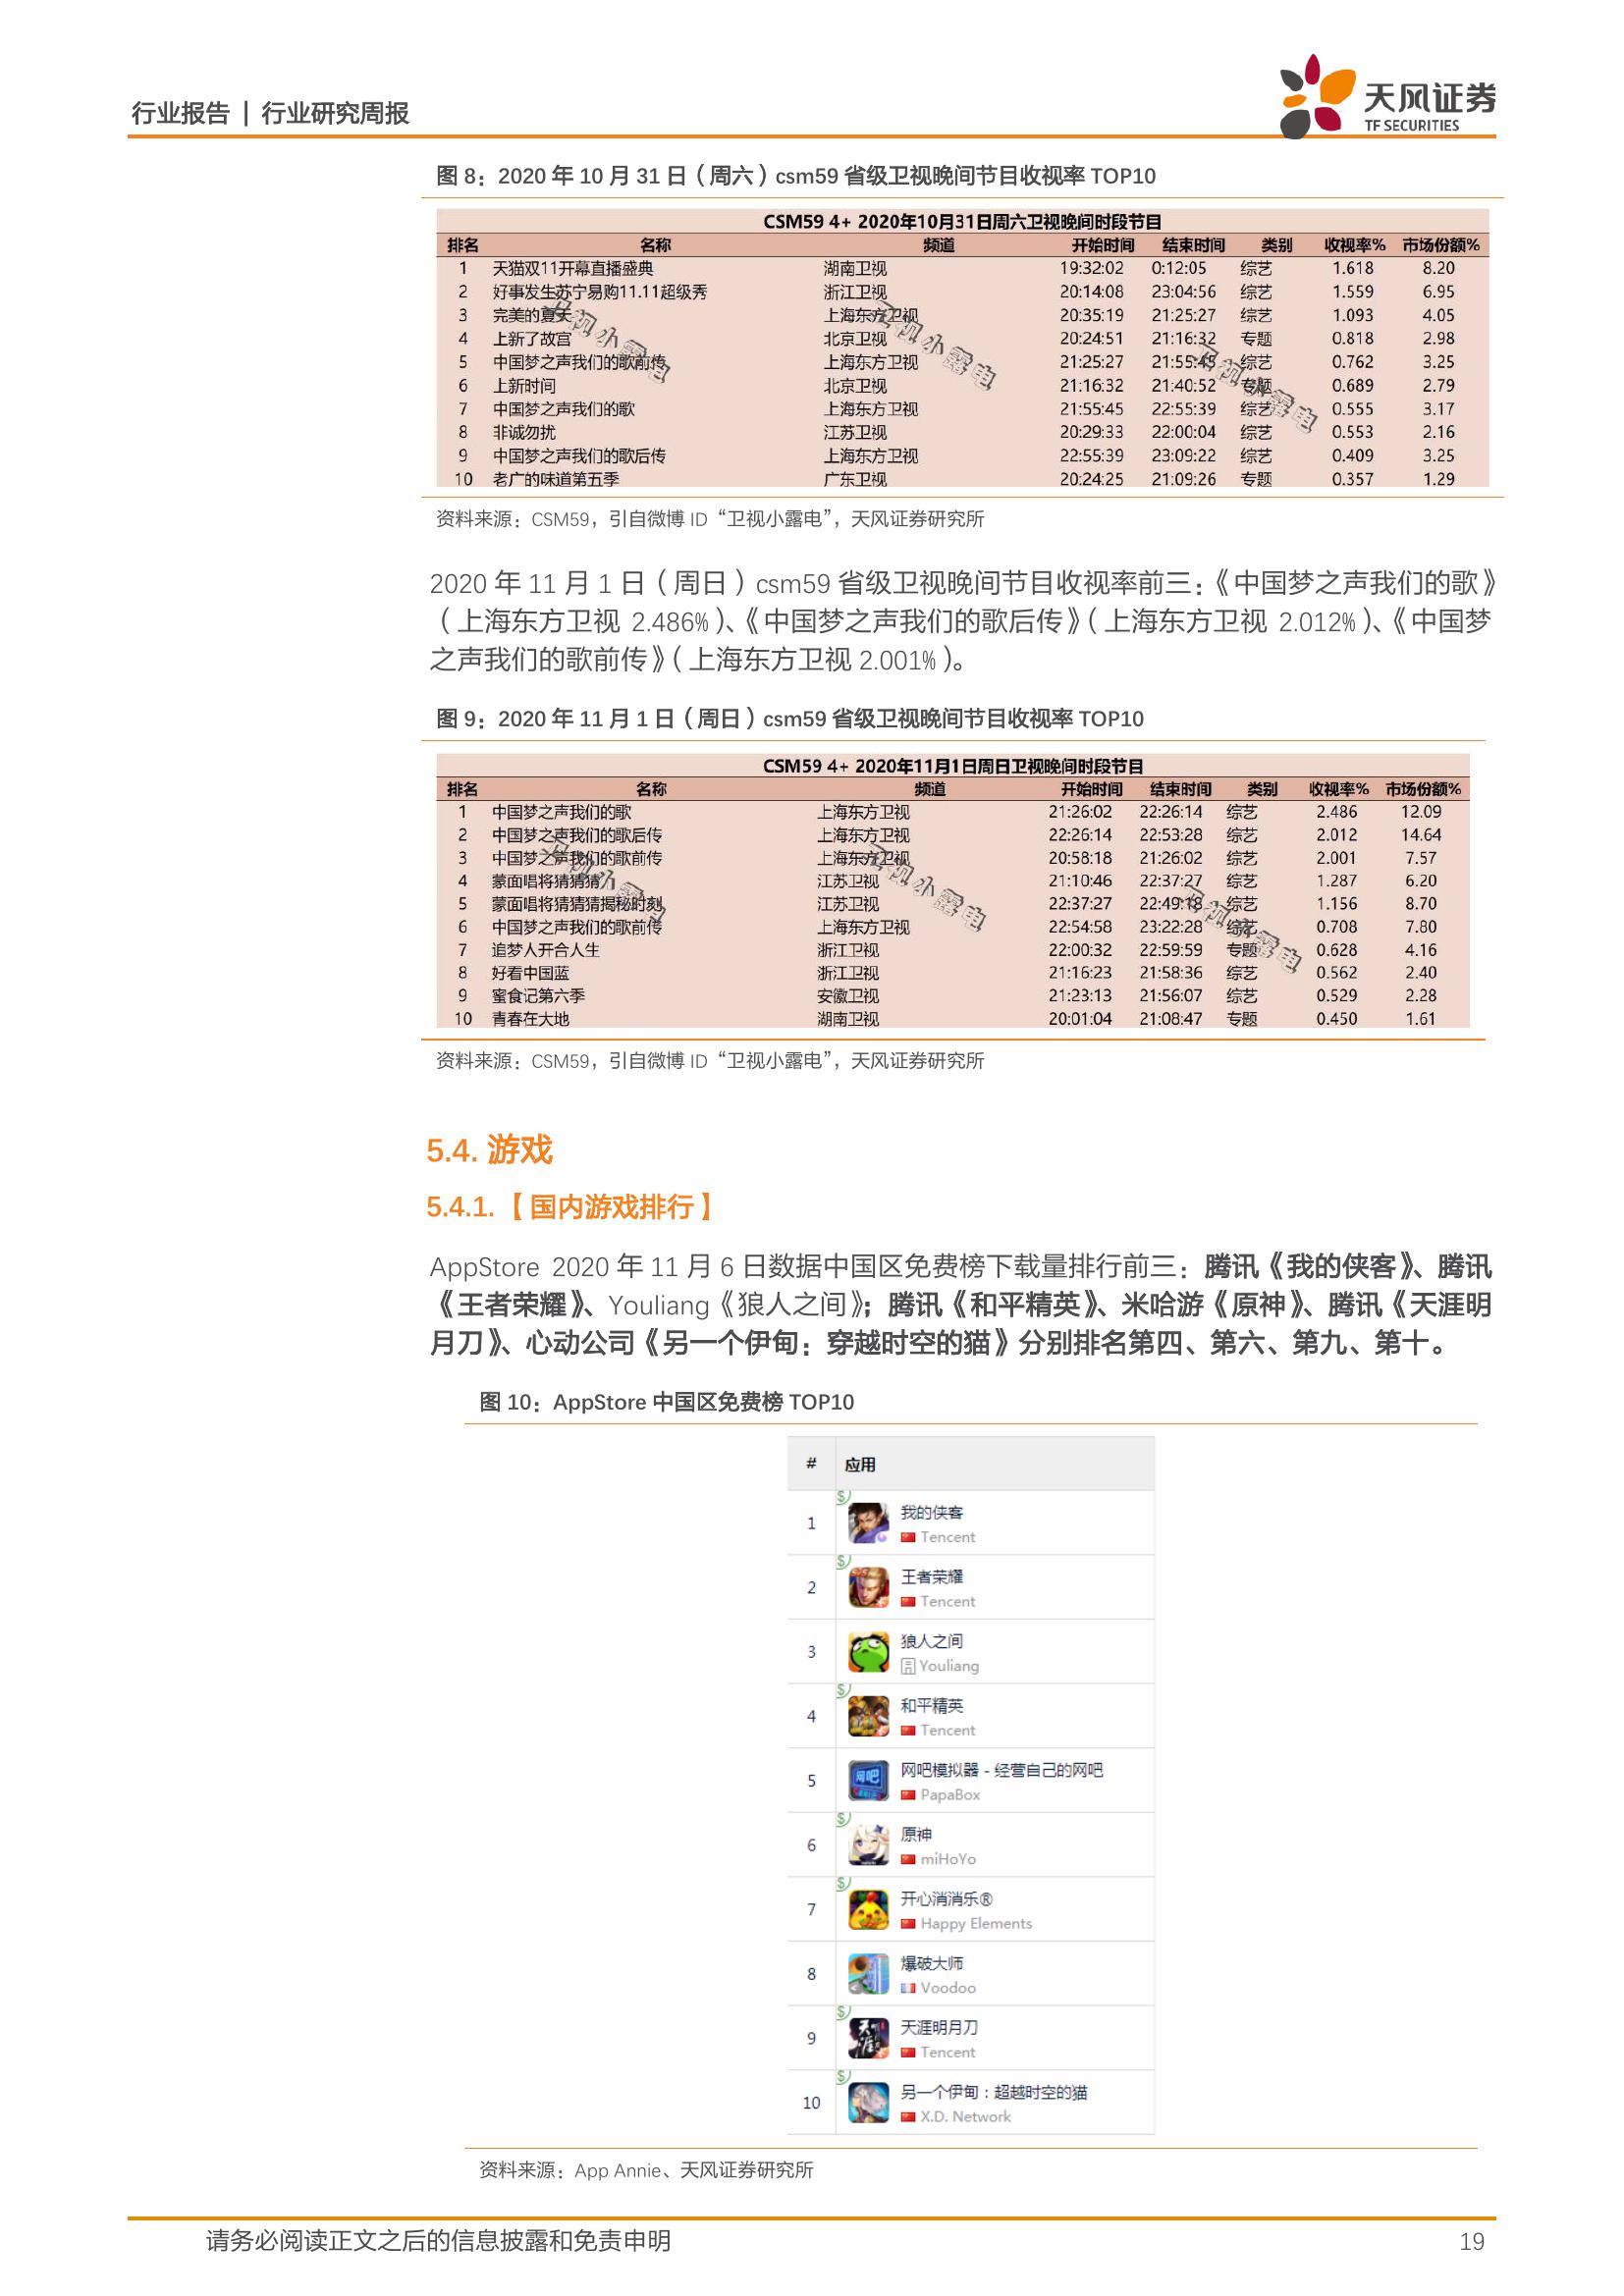 行业报告 | 行业研究周报
天风证券
TF SECURITIES
图 8：2020 年 10 月 31 日（周六）csm59 省级卫视晚间节目收视率 TOP10
CSM59 4+ 2020年10月31日周六卫视晚间时段节目
排名 名称 频道 开始时间 结束时间 类别 收视率% 市场份额%
1 天猫双11开幕直播盛典 湖南卫视 19:32:02 0:12:05 综艺 1.618 8.20
2 好事发生苏宁易购11.11超级秀 浙江卫视 20:14:08 23:04:56 综艺 1.559 6.95
3 完美的夏天 上海东方卫视 20:35:19 21:25:27 综艺 1.093 4.05
4 上新了故宫 北京卫视 20:24:51 21:16:32 专题 0.818 2.98
5 中国梦之声我们的歌前传 上海东方卫视 21:25:27 21:55:45 综艺 0.762 3.25
6 上新时间 北京卫视 21:16:32 21:40:52 专题 0.689 2.79
7 中国梦之声我们的歌 上海东方卫视 21:55:45 22:55:39 综艺 0.555 3.17
8 非诚勿扰 江苏卫视 20:29:33 22:00:04 综艺 0.553 2.16
9 中国梦之声我们的歌后传 上海东方卫视 22:55:39 23:09:22 综艺 0.409 3.25
10 老广的味道第五季 广东卫视 20:24:25 21:09:26 专题 0.357 1.29
卫视小露电
卫视小露电
卫视小露电
资料来源：CSM59，引自微博 ID“卫视小露电”，天风证券研究所
2020 年 11 月 1 日（周日）csm59 省级卫视晚间节目收视率前三：《中国梦之声我们的歌》
（上海东方卫视 2.486%）、《中国梦之声我们的歌后传》（上海东方卫视 2.012%）、《中国梦
之声我们的歌前传》（上海东方卫视 2.001%）。
图 9：2020 年 11 月 1 日（周日）csm59 省级卫视晚间节目收视率 TOP10
CSM59 4+ 2020年11月1日周日卫视晚间时段节目
排名 名称 频道 开始时间 结束时间 类别 收视率% 市场份额%
1 中国梦之声我们的歌 上海东方卫视 21:26:02 22:26:14 综艺 2.486 12.09
2 中国梦之声我们的歌后传 上海东方卫视 22:26:14 22:53:28 综艺 2.012 14.64
3 中国梦之声我们的歌前传 上海东方卫视 20:58:18 21:26:02 综艺 2.001 7.57
4 蒙面唱将猜猜猜 江苏卫视 21:10:46 22:37:27 综艺 1.287 6.20
5 蒙面唱将猜猜猜揭秘时刻 江苏卫视 22:37:27 22:49:18 综艺 1.156 8.70
6 中国梦之声我们的歌前传 上海东方卫视 22:54:58 23:22:28 综艺 0.708 7.80
7 追梦人开合人生 浙江卫视 22:00:32 22:59:59 专题 0.628 4.16
8 好看中国蓝 浙江卫视 21:16:23 21:58:36 综艺 0.562 2.40
9 蜜食记第六季 安徽卫视 21:23:13 21:56:07 综艺 0.529 2.28
10 青春在大地 湖南卫视 20:01:04 21:08:47 专题 0.450 1.61
卫视小露电
卫视小露电
卫视小露电
资料来源：CSM59，引自微博 ID“卫视小露电”，天风证券研究所
5.4. 游戏
5.4.1. 【国内游戏排行】
AppStore 2020 年 11 月 6 日数据中国区免费榜下载量排行前三：腾讯《我的侠客》、腾讯
《王者荣耀》、Youliang《狼人之间》；腾讯《和平精英》、米哈游《原神》、腾讯《天涯明
月刀》、心动公司《另一个伊甸：穿越时空的猫》分别排名第四、第六、第九、第十。
图 10：AppStore 中国区免费榜 TOP10
# 应用
1 我的侠客
Tencent
2 王者荣耀
Tencent
3 狼人之间
Youliang
4 和平精英
Tencent
5 网吧模拟器 - 经营自己的网吧
PapaBox
6 原神
miHoYo
7 开心消消乐®
Happy Elements
8 爆破大师
Voodoo
9 天涯明月刀
Tencent
10 另一个伊甸：超越时空的猫
X.D. Network
资料来源：App Annie、天风证券研究所
请务必阅读正文之后的信息披露和免责申明 19